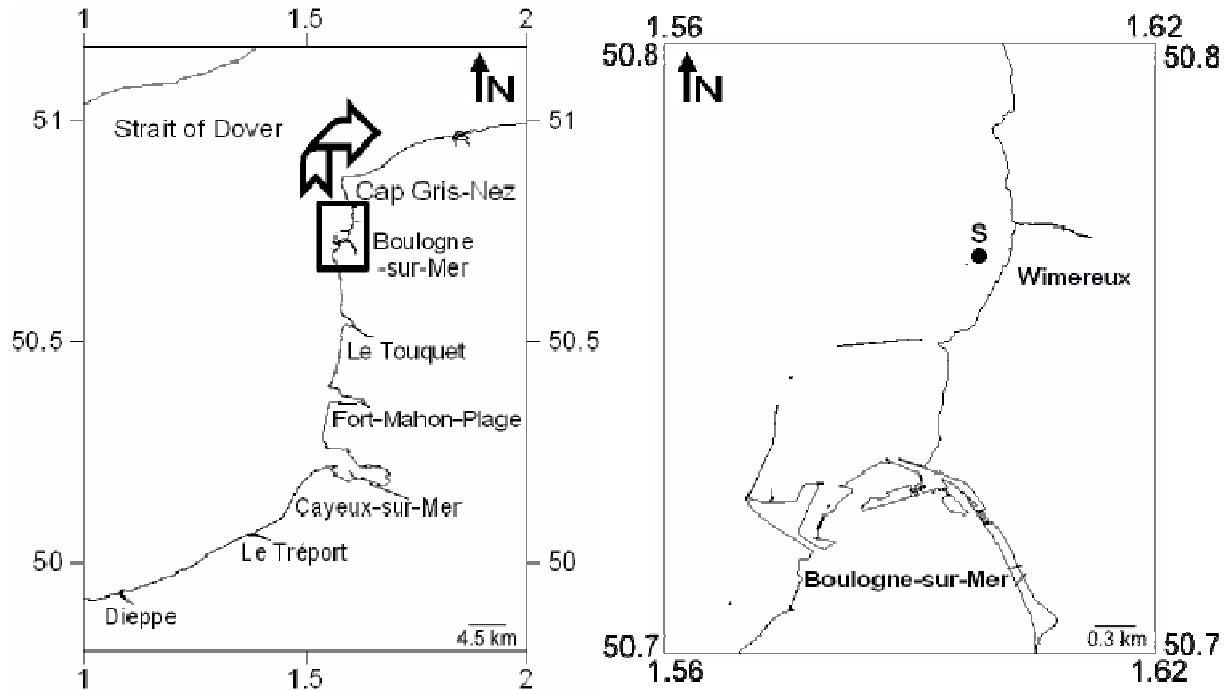 1 1.5 2
N
51 51
Strait of Dover
Cap Gris-Nez
Boulogne
-sur-Mer
50.5 50.5
Le Touquet
Fort-Mahon-Plage
Cayeux-sur-Mer
Le Tréport
50 50
Dieppe
4.5 km
1 1.5 2
1.56 1.62
50.8 50.8
N
S
Wimereux
Boulogne-sur-Mer
0.3 km
50.7 50.7
1.56 1.62